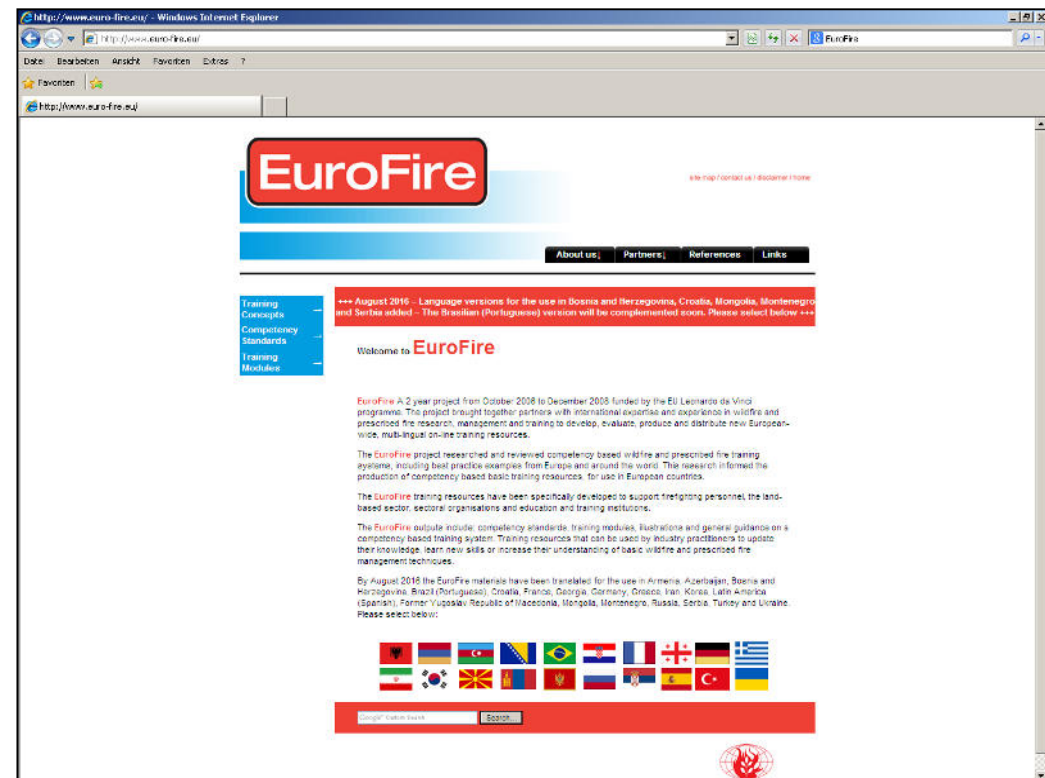 http://www.euro-fire.eu/ - Windows Internet Explorer
http://www.euro-fire.eu/
EuroFire
Datei Bearbeiten Ansicht Favoriten Extras ?
Favoriten
http://www.euro-fire.eu/
EuroFire
site map / contact us / disclaimer / home
About us↓ Partners↓ References Links
Training
Concepts
Competency
Standards
Training
Modules
+++ August 2016 – Language versions for the use in Bosnia and Herzegovina, Croatia, Mongolia, Montenegro
and Serbia added – The Brasilian (Portuguese) version will be complemented soon. Please select below +++
Welcome to EuroFire
EuroFire A 2 year project from October 2006 to December 2008 funded by the EU Leonardo da Vinci
programme. The project brought together partners with international expertise and experience in wildfire and
prescribed fire research, management and training to develop, evaluate, produce and distribute new European-
wide, multi-lingual on-line training resources.
The EuroFire project researched and reviewed competency based wildfire and prescribed fire training
systems, including best practice examples from Europe and around the world. This research informed the
production of competency based basic training resources, for use in European countries.
The EuroFire training resources have been specifically developed to support firefighting personnel, the land-
based sector, sectoral organisations and education and training institutions.
The EuroFire outputs include: competency standards, training modules, illustrations and general guidance on a
competency based training system. Training resources that can be used by industry practitioners to update
their knowledge, learn new skills or increase their understanding of basic wildfire and prescribed fire
management techniques.
By August 2016 the EuroFire materials have been translated for the use in Armenia, Azerbaijan, Bosnia and
Herzegovina, Brazil (Portuguese), Croatia, France, Georgia, Germany, Greece, Iran, Korea, Latin America
(Spanish), Former Yugoslav Republic of Macedonia, Mongolia, Montenegro, Russia, Serbia, Turkey and Ukraine.
Please select below:
Google™ Custom Search
Search...